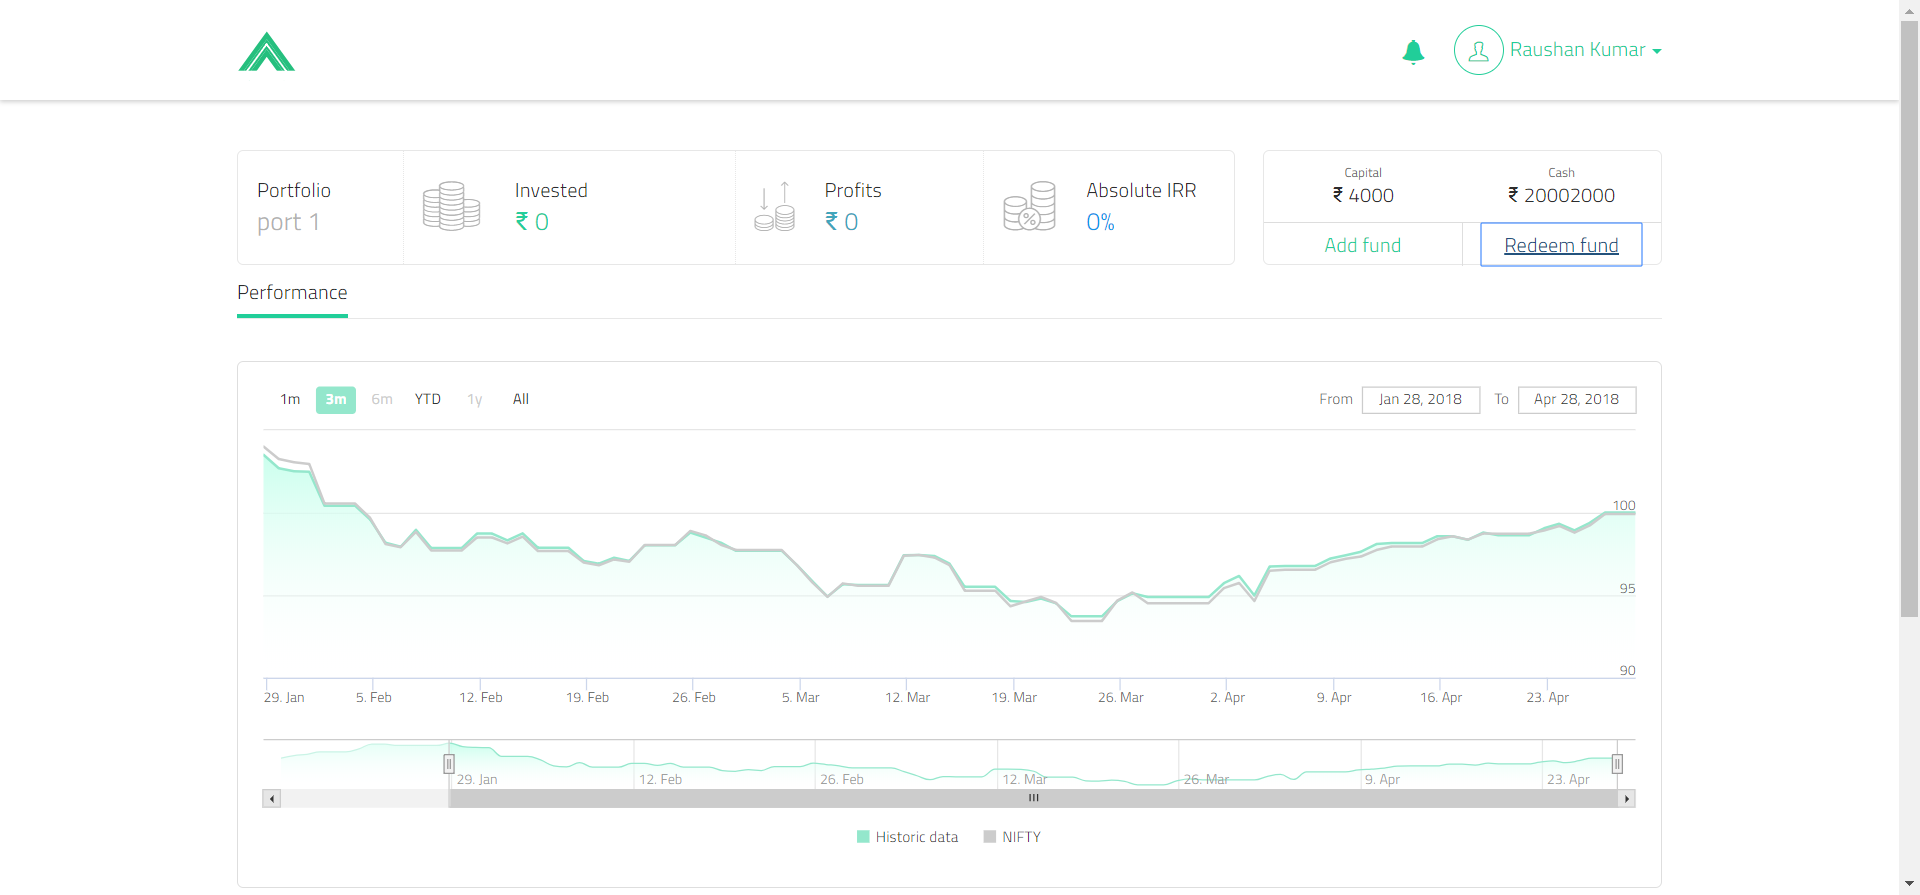 Raushan Kumar
Portfolio
port 1
Invested
₹ 0
Profits
₹ 0
Absolute IRR
0%
Capital
₹ 4000
Cash
₹ 20002000
Add fund
Redeem fund
Performance
1m 3m 6m YTD 1y All
From Jan 28, 2018 To Apr 28, 2018
100
95
90
29. Jan 5. Feb 12. Feb 19. Feb 26. Feb 5. Mar 12. Mar 19. Mar 26. Mar 2. Apr 9. Apr 16. Apr 23. Apr
29. Jan 12. Feb 26. Feb 12. Mar 26. Mar 9. Apr 23. Apr
Historic data NIFTY